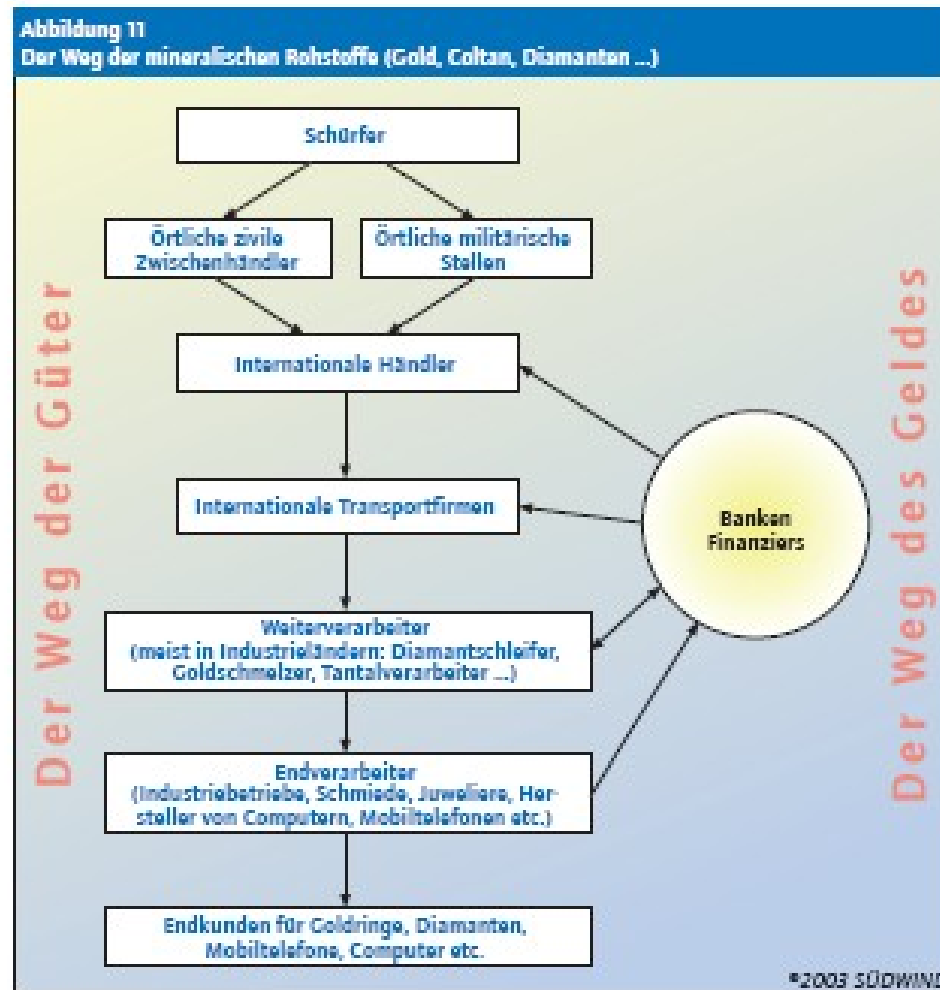 Abbildung 11
Der Weg der mineralischen Rohstoffe (Gold, Coltan, Diamanten ...)
Schürfer
Örtliche zivile
Zwischenhändler
Örtliche militärische
Stellen
Internationale Händler
Internationale Transportfirmen
Banken
Finanziers
Weiterverarbeiter
(meist in Industrieländern: Diamantschleifer,
Goldschmelzer, Tantalverarbeiter ...)
Endverarbeiter
(Industriebetriebe, Schmiede, Juweliere, Her-
steller von Computern, Mobiltelefonen etc.)
Endkunden für Goldringe, Diamanten,
Mobiltelefone, Computer etc.
Der Weg der Güter
Der Weg des Geldes
©2003 SÜDWIND